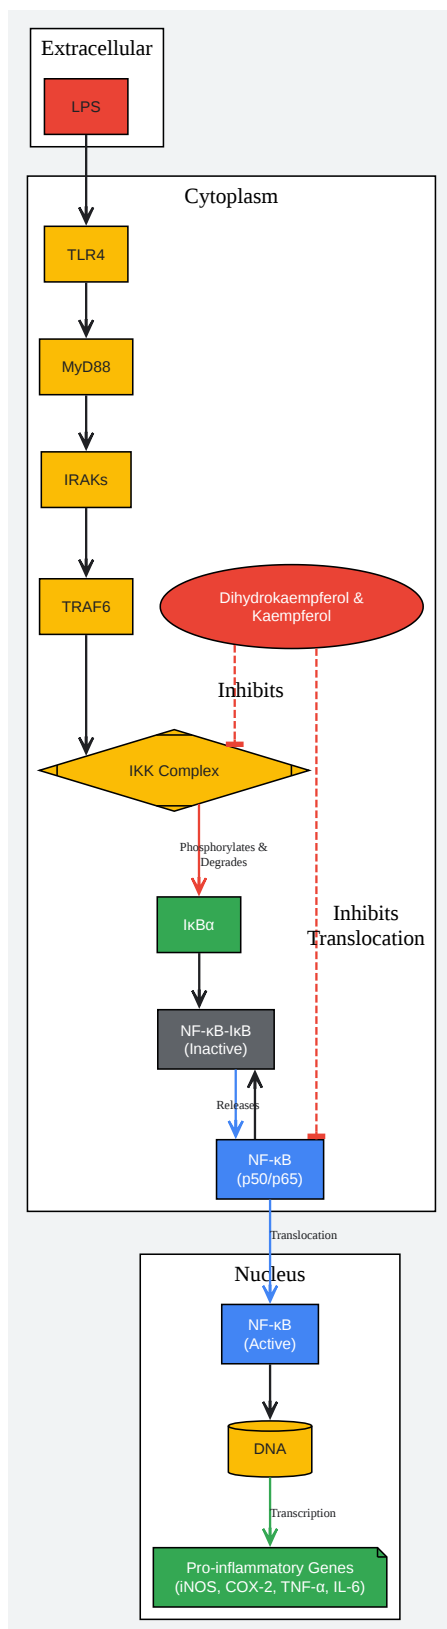 Extracellular
LPS
Cytoplasm
TLR4
MyD88
IRAKs
TRAF6
Dihydrokaempferol &
Kaempferol
Inhibits
IKK Complex
Phosphorylates &
Degrades
IκBα
Inhibits
Translocation
NF-κB-IκB
(Inactive)
Releases
NF-κB
(p50/p65)
Translocation
Nucleus
NF-κB
(Active)
DNA
Transcription
Pro-inflammatory Genes
(iNOS, COX-2, TNF-α, IL-6)